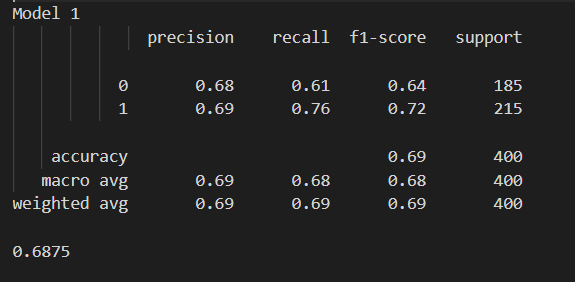 Model 1
precision recall f1-score support
0 0.68 0.61 0.64 185
1 0.69 0.76 0.72 215
accuracy 0.69 400
macro avg 0.69 0.68 0.68 400
weighted avg 0.69 0.69 0.69 400
0.6875